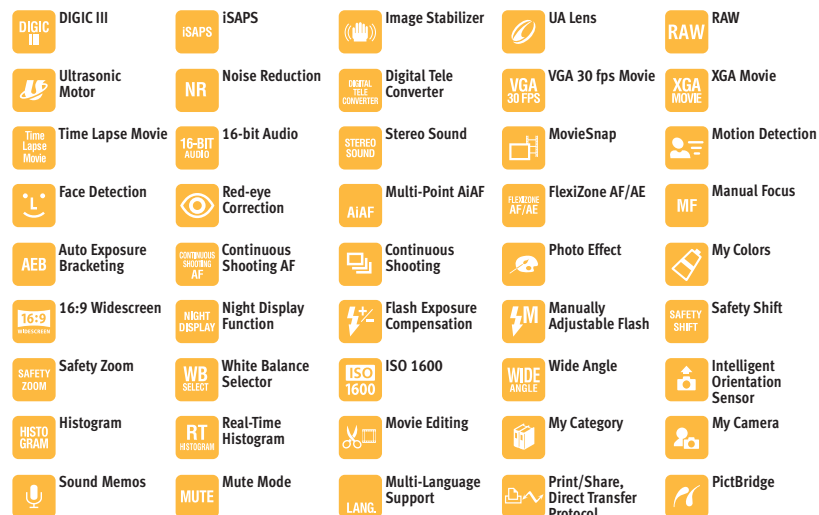 DIGIC III
DIGIC III
iSAPS
iSAPS
Image Stabilizer
UA Lens
RAW
RAW
Ultrasonic Motor
NR
Noise Reduction
DIGITAL TELE CONVERTER
Digital Tele Converter
VGA 30 FPS
VGA 30 fps Movie
XGA MOVIE
XGA Movie
Time Lapse Movie
Time Lapse Movie
16-BIT AUDIO
16-bit Audio
STEREO SOUND
Stereo Sound
MovieSnap
Motion Detection
Face Detection
Red-eye Correction
AiAF
Multi-Point AiAF
FLEXIZONE AF/AE
FlexiZone AF/AE
MF
Manual Focus
AEB
Auto Exposure Bracketing
CONTINUOUS SHOOTING AF
Continuous Shooting AF
Continuous Shooting
Photo Effect
My Colors
16:9 WIDESCREEN
16:9 Widescreen
NIGHT DISPLAY
Night Display Function
+/-
Flash Exposure Compensation
M
Manually Adjustable Flash
SAFETY SHIFT
Safety Shift
SAFETY ZOOM
Safety Zoom
WB SELECT
White Balance Selector
ISO 1600
ISO 1600
WIDE ANGLE
Wide Angle
Intelligent Orientation Sensor
HISTO GRAM
Histogram
RT HISTOGRAM
Real-Time Histogram
Movie Editing
My Category
My Camera
Sound Memos
MUTE
Mute Mode
LANG.
Multi-Language Support
Print/Share, Direct Transfer Protocol
PictBridge